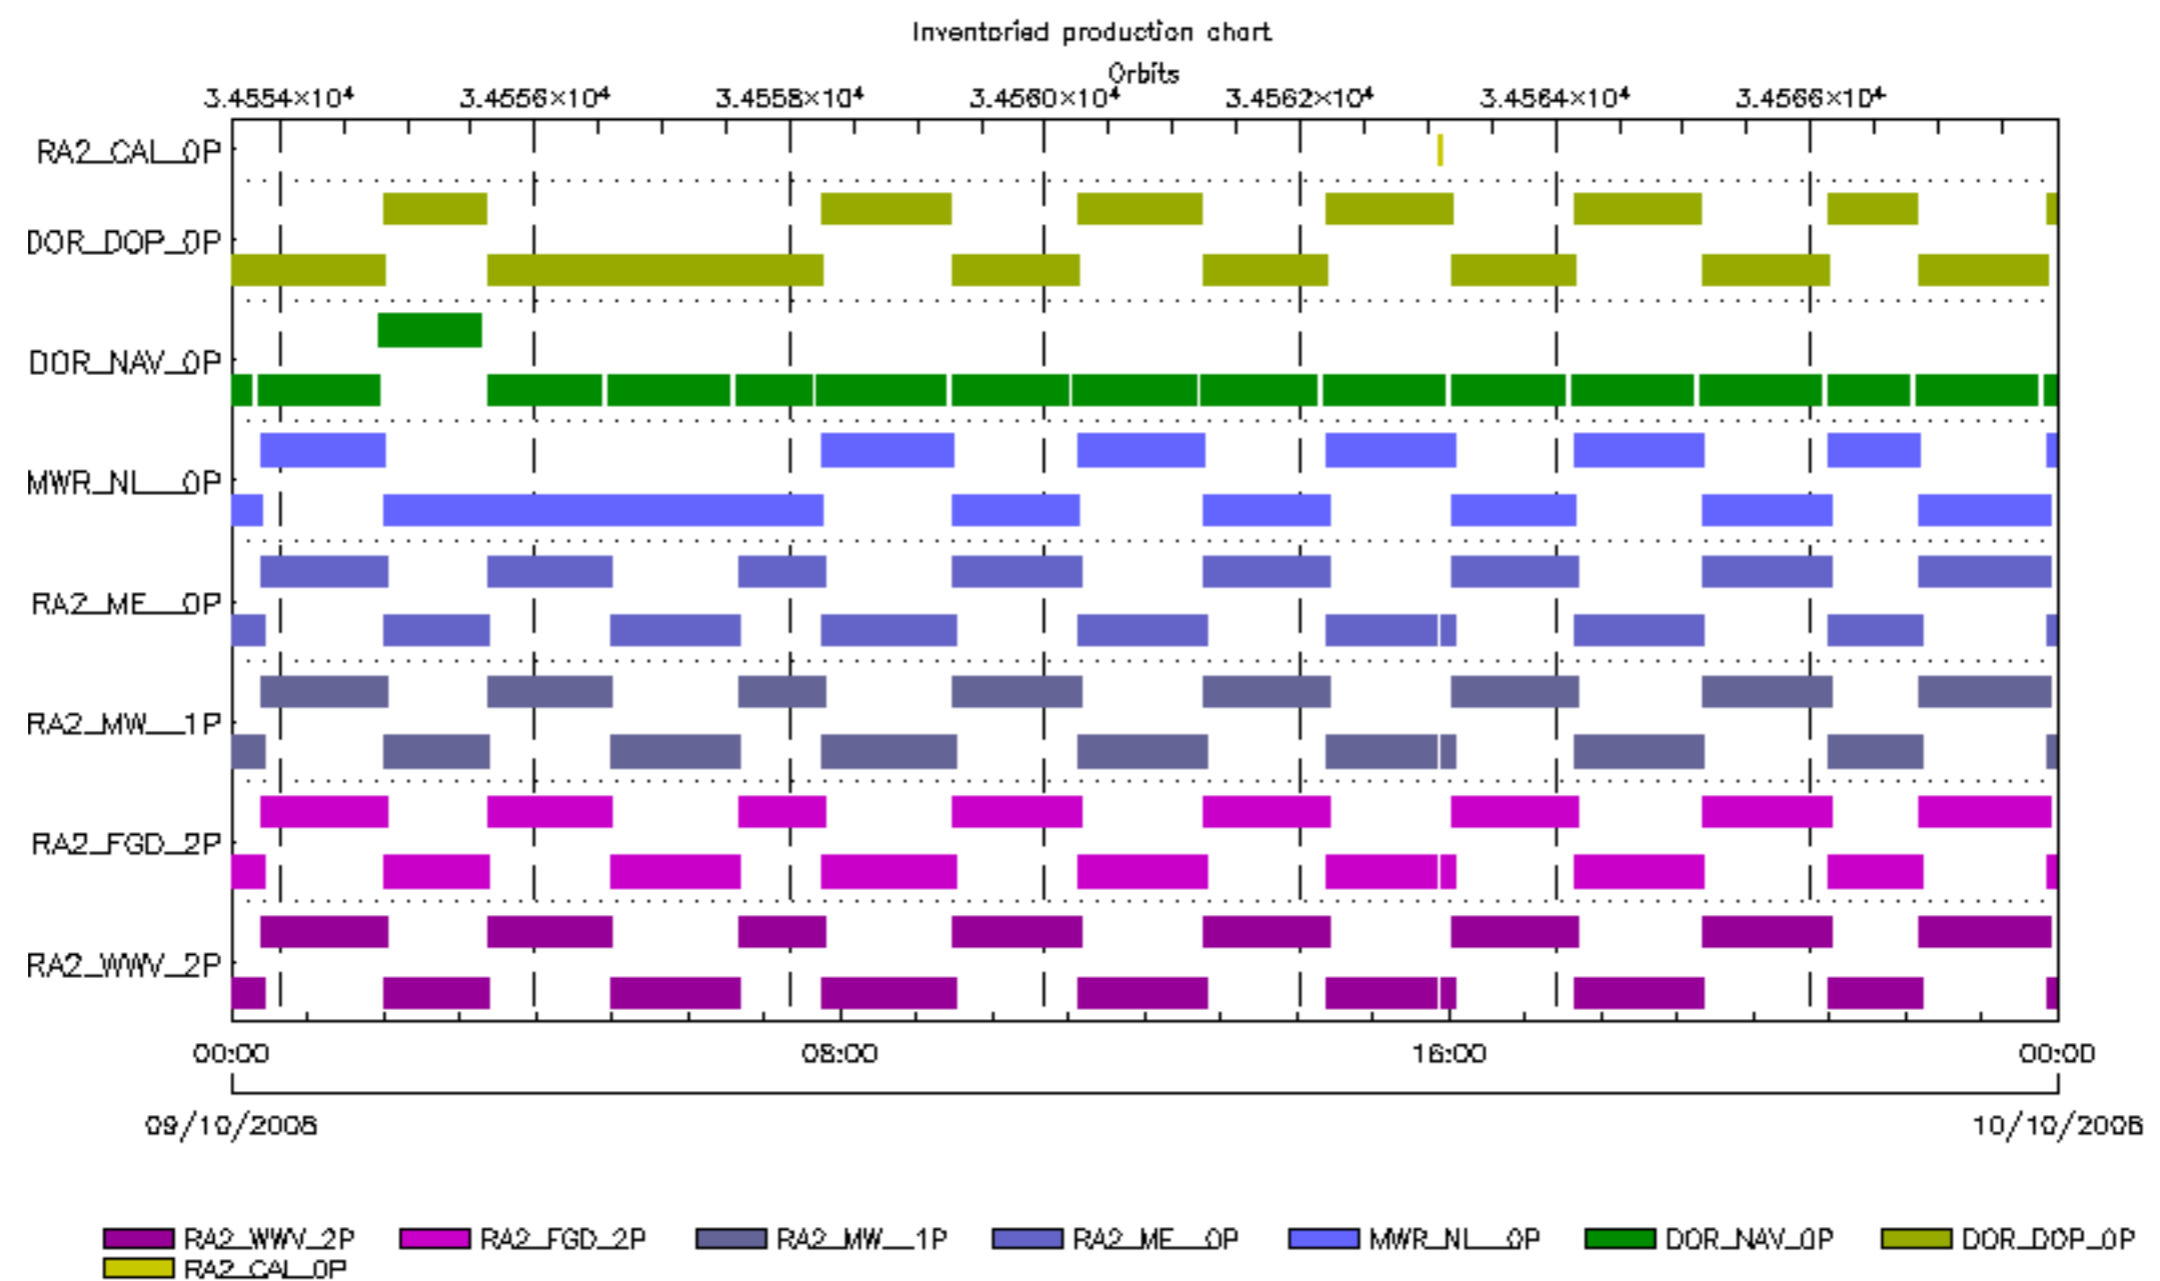 Inventoried production chart
Orbits
3.4554×10⁴ 3.4556×10⁴ 3.4558×10⁴ 3.4560×10⁴ 3.4562×10⁴ 3.4564×10⁴ 3.4566×10⁴
RA2_CAL_0P
DOR_DOP_0P
DOR_NAV_0P
MWR_NL__0P
RA2_ME__0P
RA2_MW__1P
RA2_FGD_2P
RA2_WWV_2P
00:00 08:00 16:00 00:00
09/10/2008 10/10/2008
RA2_WWV_2P RA2_FGD_2P RA2_MW__1P RA2_ME__0P MWR_NL__0P DOR_NAV_0P DOR_DOP_0P
RA2_CAL_0P